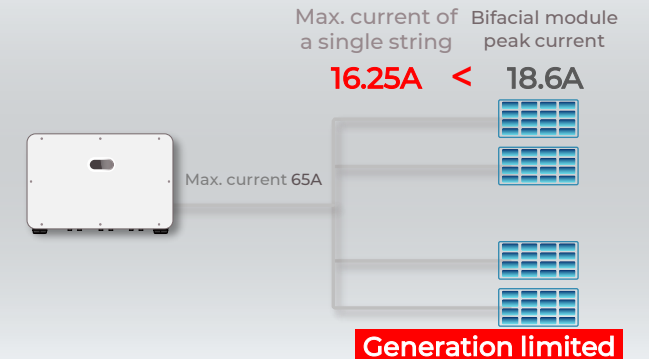 Max. current of
a single string
Bifacial module
peak current
16.25A < 18.6A
Max. current 65A
Generation limited